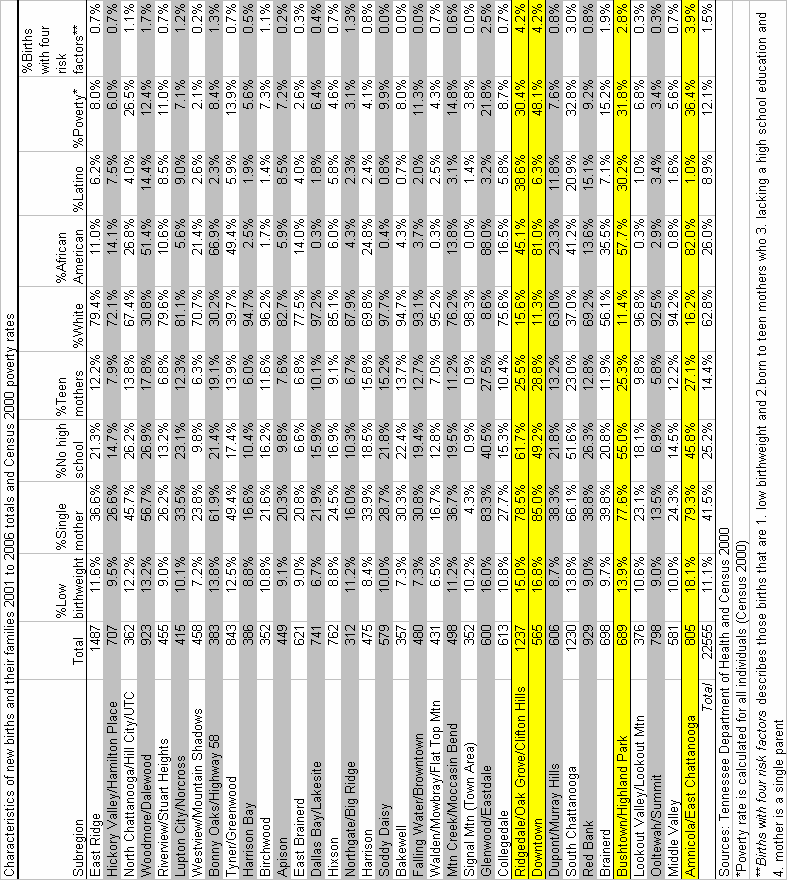 Characteristics of new births and their families 2001 to 2006 totals and Census 2000 poverty rates
Subregion Total %Low birthweight %Single mother %No high school %Teen mothers %White %African American %Latino %Poverty* %Births with four risk factors**
East Ridge 1487 11.6% 36.6% 21.3% 12.2% 79.4% 11.0% 6.2% 8.0% 0.7%
Hickory Valley/Hamilton Place 707 9.5% 26.6% 14.7% 7.9% 72.1% 14.1% 7.5% 6.0% 0.7%
North Chattanooga/Hill City/UTC 362 12.2% 45.7% 26.2% 13.8% 67.4% 26.8% 4.0% 26.5% 1.1%
Woodmore/Dalewood 923 13.2% 56.7% 26.9% 17.8% 30.8% 51.4% 14.4% 12.4% 1.7%
Riverview/Stuart Heights 455 9.0% 26.2% 13.2% 6.8% 79.6% 10.6% 8.5% 11.0% 0.7%
Lupton City/Norcross 415 10.1% 33.5% 23.1% 12.3% 81.1% 5.6% 9.0% 7.1% 1.2%
Westview/Mountain Shadows 458 7.2% 23.8% 9.8% 6.3% 70.7% 21.4% 2.6% 2.1% 0.2%
Bonny Oaks/Highway 58 383 13.8% 61.9% 21.4% 19.1% 30.2% 66.9% 2.3% 8.4% 1.3%
Tyner/Greenwood 843 12.5% 49.4% 17.4% 13.9% 39.7% 49.4% 5.9% 13.9% 1.2%
Harrison Bay 386 8.8% 16.6% 10.4% 6.0% 94.7% 2.5% 1.9% 5.6% 0.5%
Birchwood 352 10.8% 21.6% 16.2% 11.6% 96.2% 1.7% 1.4% 7.3% 1.1%
Apison 449 9.1% 20.3% 9.8% 7.6% 82.7% 5.9% 8.5% 7.2% 0.2%
East Brainerd 621 9.0% 20.8% 6.6% 6.8% 77.5% 14.0% 4.0% 2.6% 0.3%
Dallas Bay/Lakesite 741 6.7% 21.9% 15.9% 10.1% 97.2% 0.3% 1.8% 6.4% 0.4%
Hixson 762 8.8% 24.5% 16.9% 9.1% 85.1% 6.0% 5.8% 4.6% 0.7%
Northgate/Big Ridge 312 11.2% 16.0% 10.3% 6.7% 87.9% 4.3% 2.3% 3.1% 0.3%
Harrison 475 8.4% 33.9% 18.5% 15.8% 69.8% 24.8% 2.4% 4.1% 0.8%
Soddy Daisy 579 10.0% 28.7% 21.8% 15.2% 97.7% 0.4% 0.8% 9.9% 0.0%
Bakewell 357 7.3% 30.3% 22.4% 13.7% 94.7% 4.3% 0.7% 8.0% 0.0%
Falling Water/Browntown 480 7.3% 30.8% 19.4% 12.7% 93.1% 3.7% 2.0% 11.3% 0.0%
Walden/Mowbray/Flat Top Mtn 431 6.5% 16.7% 12.8% 7.0% 95.2% 0.3% 2.5% 4.3% 0.7%
Mtn Creek/Moccasin Bend 498 11.2% 36.7% 19.5% 11.2% 76.2% 13.8% 3.1% 14.8% 0.6%
Signal Mtn (Town Area) 352 10.2% 4.3% 0.9% 0.9% 98.3% 0.0% 1.4% 3.8% 0.0%
Glenwood/Eastdale 600 16.0% 83.3% 40.5% 27.5% 8.6% 88.0% 3.2% 21.8% 2.5%
Collegedale 613 10.8% 27.7% 15.3% 10.4% 75.6% 16.5% 5.8% 8.7% 0.7%
Ridgedale/Oak Grove/Clifton Hills 1237 15.0% 78.5% 61.7% 25.5% 15.6% 45.1% 38.6% 30.4% 4.2%
Downtown 565 16.8% 85.0% 49.2% 28.8% 11.3% 81.0% 6.3% 48.1% 4.2%
Dupont/Murray Hills 606 8.7% 38.3% 21.8% 13.2% 63.0% 23.3% 11.8% 7.6% 0.8%
South Chattanooga 1230 13.8% 66.1% 51.6% 23.0% 37.0% 41.2% 20.9% 32.8% 3.0%
Red Bank 929 9.0% 38.8% 26.3% 12.8% 69.2% 13.6% 15.1% 9.2% 0.8%
Brainerd 698 9.7% 39.8% 20.8% 11.9% 56.1% 35.5% 7.1% 15.2% 1.9%
Bushtown/Highland Park 689 13.9% 77.6% 55.0% 25.3% 11.4% 57.7% 30.2% 31.8% 2.8%
Lookout Valley/Lookout Mtn 376 10.6% 23.1% 18.1% 9.8% 96.8% 0.3% 1.0% 6.8% 0.3%
Ooltewah/Summit 798 9.0% 13.5% 6.9% 5.8% 92.5% 2.9% 3.4% 3.4% 0.3%
Middle Valley 581 10.0% 24.3% 14.5% 12.2% 94.2% 0.8% 1.6% 5.6% 0.7%
Amnicola/East Chattanooga 805 18.1% 79.3% 45.8% 27.1% 16.2% 82.0% 1.0% 36.4% 3.9%
Total 22555 11.1% 41.5% 25.2% 14.4% 62.8% 26.0% 8.9% 12.1% 1.5%
Sources: Tennessee Department of Health and Census 2000
*Poverty rate is calculated for all individuals (Census 2000)
**Births with four risk factors describes those births that are 1. low birthweight and 2.born to teen mothers who 3. lacking a high school education and
4. mother is a single parent